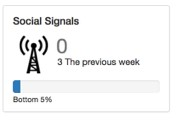 Social Signals
0
3 The previous week
Bottom 5%